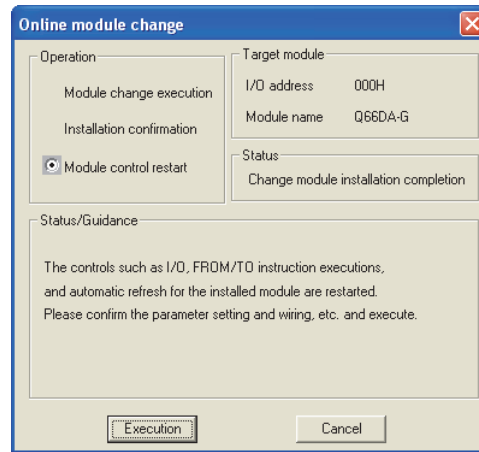 Online module change
Operation
Module change execution
Installation confirmation
Module control restart
Target module
I/O address 000H
Module name Q66DA-G
Status
Change module installation completion
Status/Guidance
The controls such as I/O, FROM/TO instruction executions,
and automatic refresh for the installed module are restarted.
Please confirm the parameter setting and wiring, etc. and execute.
Execution Cancel